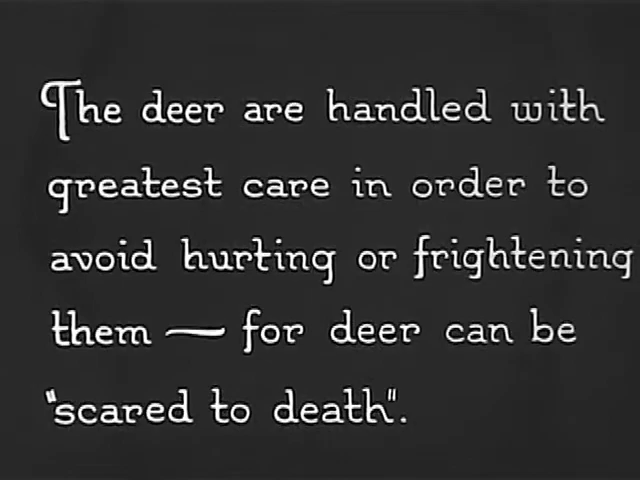 The deer are handled with
greatest care in order to
avoid hurting or frightening
them — for deer can be
"scared to death".